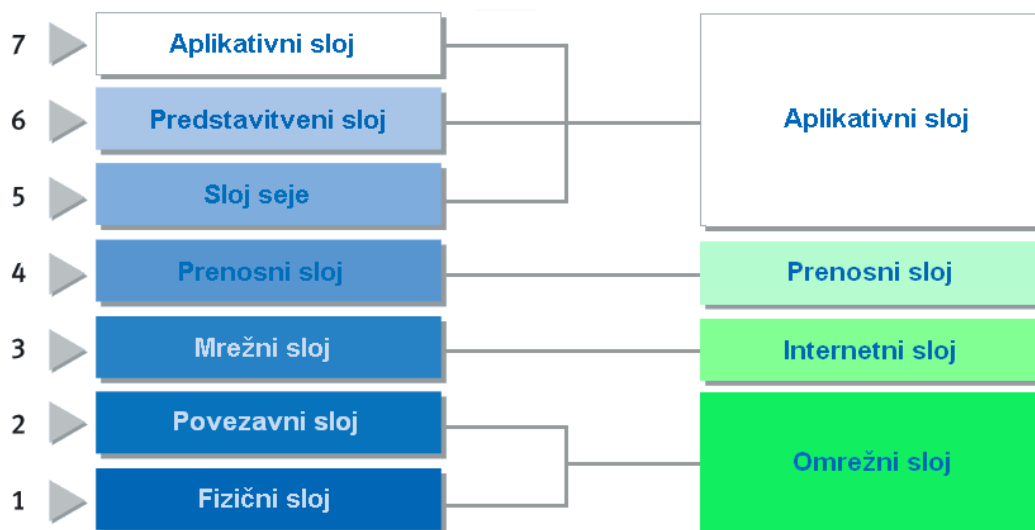 7 Aplikativni sloj
6 Predstavitveni sloj
5 Sloj seje
4 Prenosni sloj
3 Mrežni sloj
2 Povezavni sloj
1 Fizični sloj
Aplikativni sloj
Prenosni sloj
Internetni sloj
Omrežni sloj